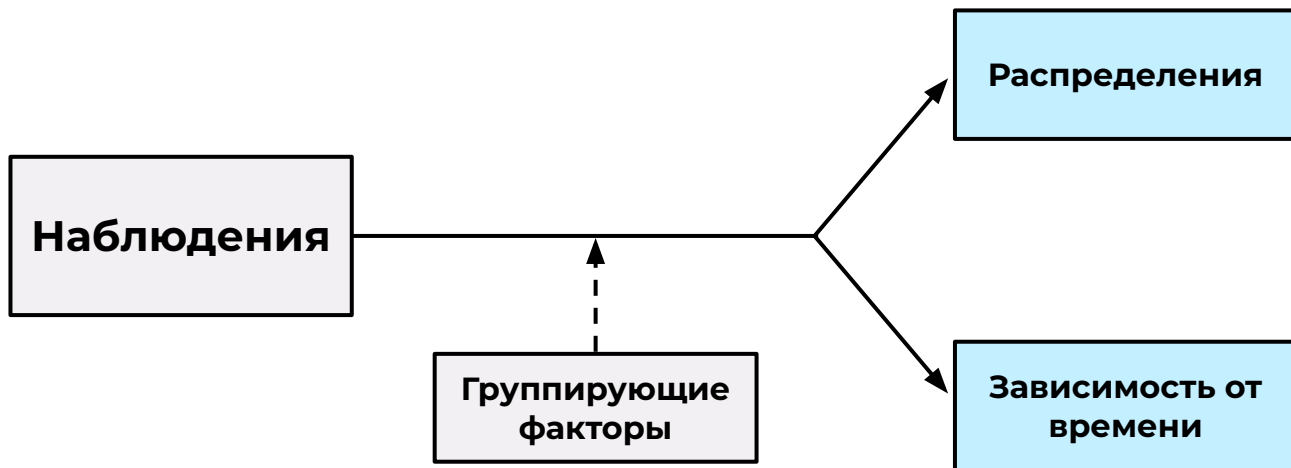 Распределения
Наблюдения
Группирующие
факторы
Зависимость от
времени